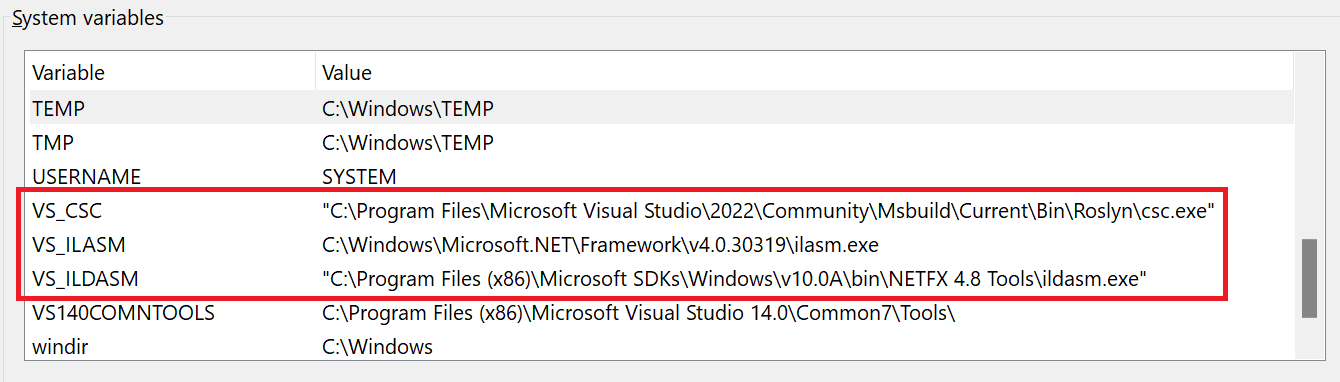 System variables
Variable Value
TEMP C:\Windows\TEMP
TMP C:\Windows\TEMP
USERNAME SYSTEM
VS_CSC "C:\Program Files\Microsoft Visual Studio\2022\Community\Msbuild\Current\Bin\Roslyn\csc.exe"
VS_ILASM C:\Windows\Microsoft.NET\Framework\v4.0.30319\ilasm.exe
VS_ILDASM "C:\Program Files (x86)\Microsoft SDKs\Windows\v10.0A\bin\NETFX 4.8 Tools\ildasm.exe"
VS140COMNTOOLS C:\Program Files (x86)\Microsoft Visual Studio 14.0\Common7\Tools\
windir C:\Windows